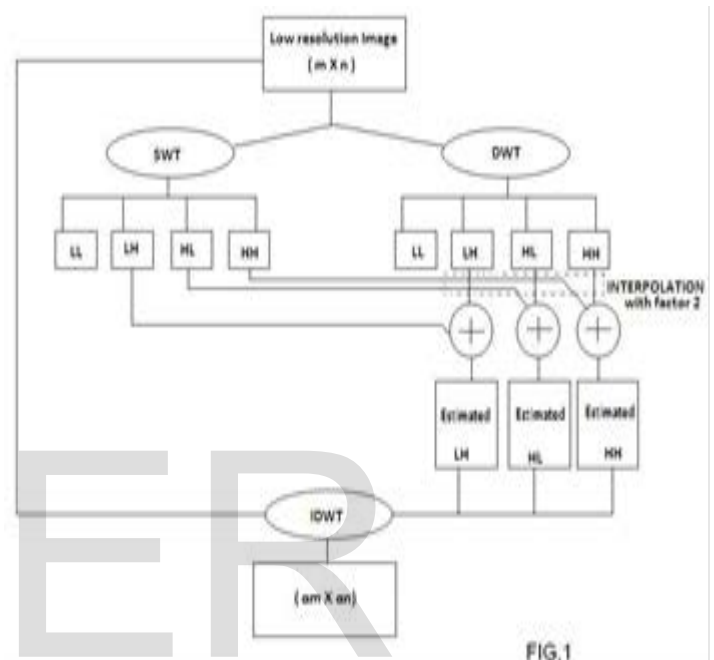 Low resolution Image
( m X n )
SWT
DWT
LL
LH
HL
HH
LL
LH
HL
HH
INTERPOLATION
with factor 2
+
+
+
Estimated
LH
Estimated
HL
Estimated
HH
IDWT
( αm X αn)
FIG.1
ER